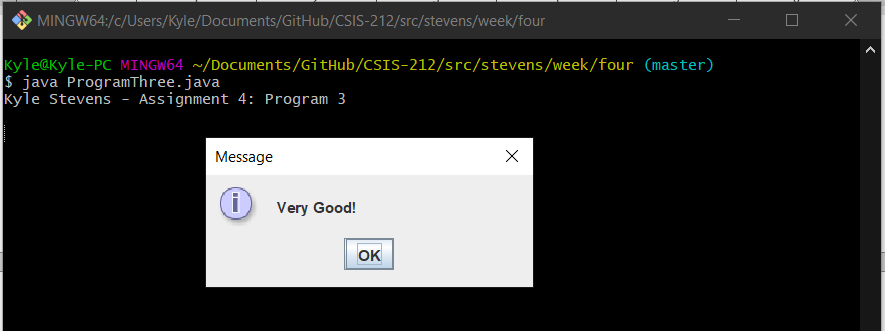 MINGW64:/c/Users/Kyle/Documents/GitHub/CSIS-212/src/stevens/week/four
Kyle@Kyle-PC MINGW64 ~/Documents/GitHub/CSIS-212/src/stevens/week/four (master)
$ java ProgramThree.java
Kyle Stevens - Assignment 4: Program 3
Message
i
Very Good!
OK